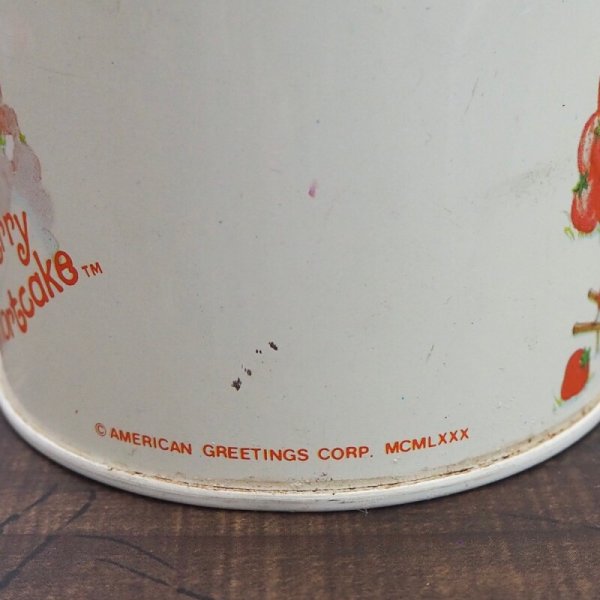 rry
rtcake™
© AMERICAN GREETINGS CORP. MCMLXXX